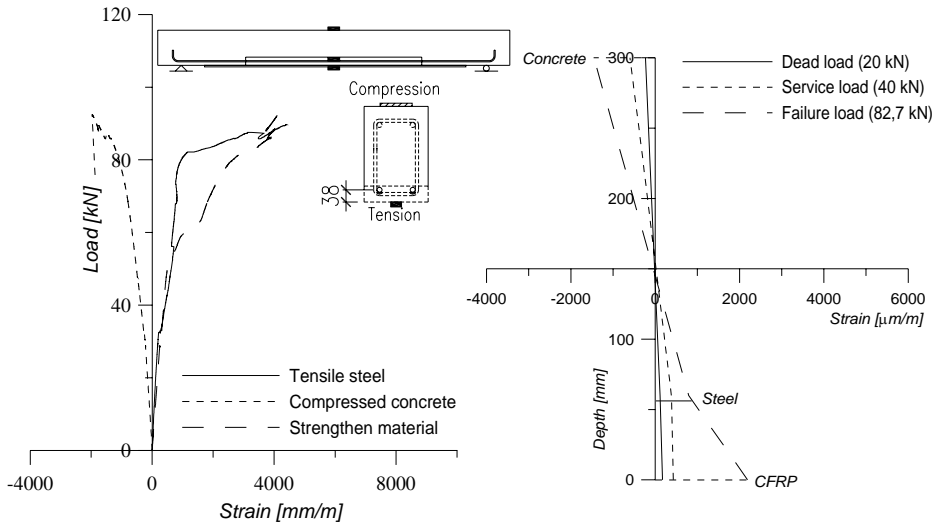 120
80
40
0
Load [kN]
-4000
0
4000
8000
Strain [mm/m]
Compression
38
Tension
Tensile steel
Compressed concrete
Strengthen material
Concrete
300
200
100
0
Depth [mm]
Dead load (20 kN)
Service load (40 kN)
Failure load (82,7 kN)
-4000
-2000
0
2000
4000
6000
Strain [μm/m]
Steel
CFRP